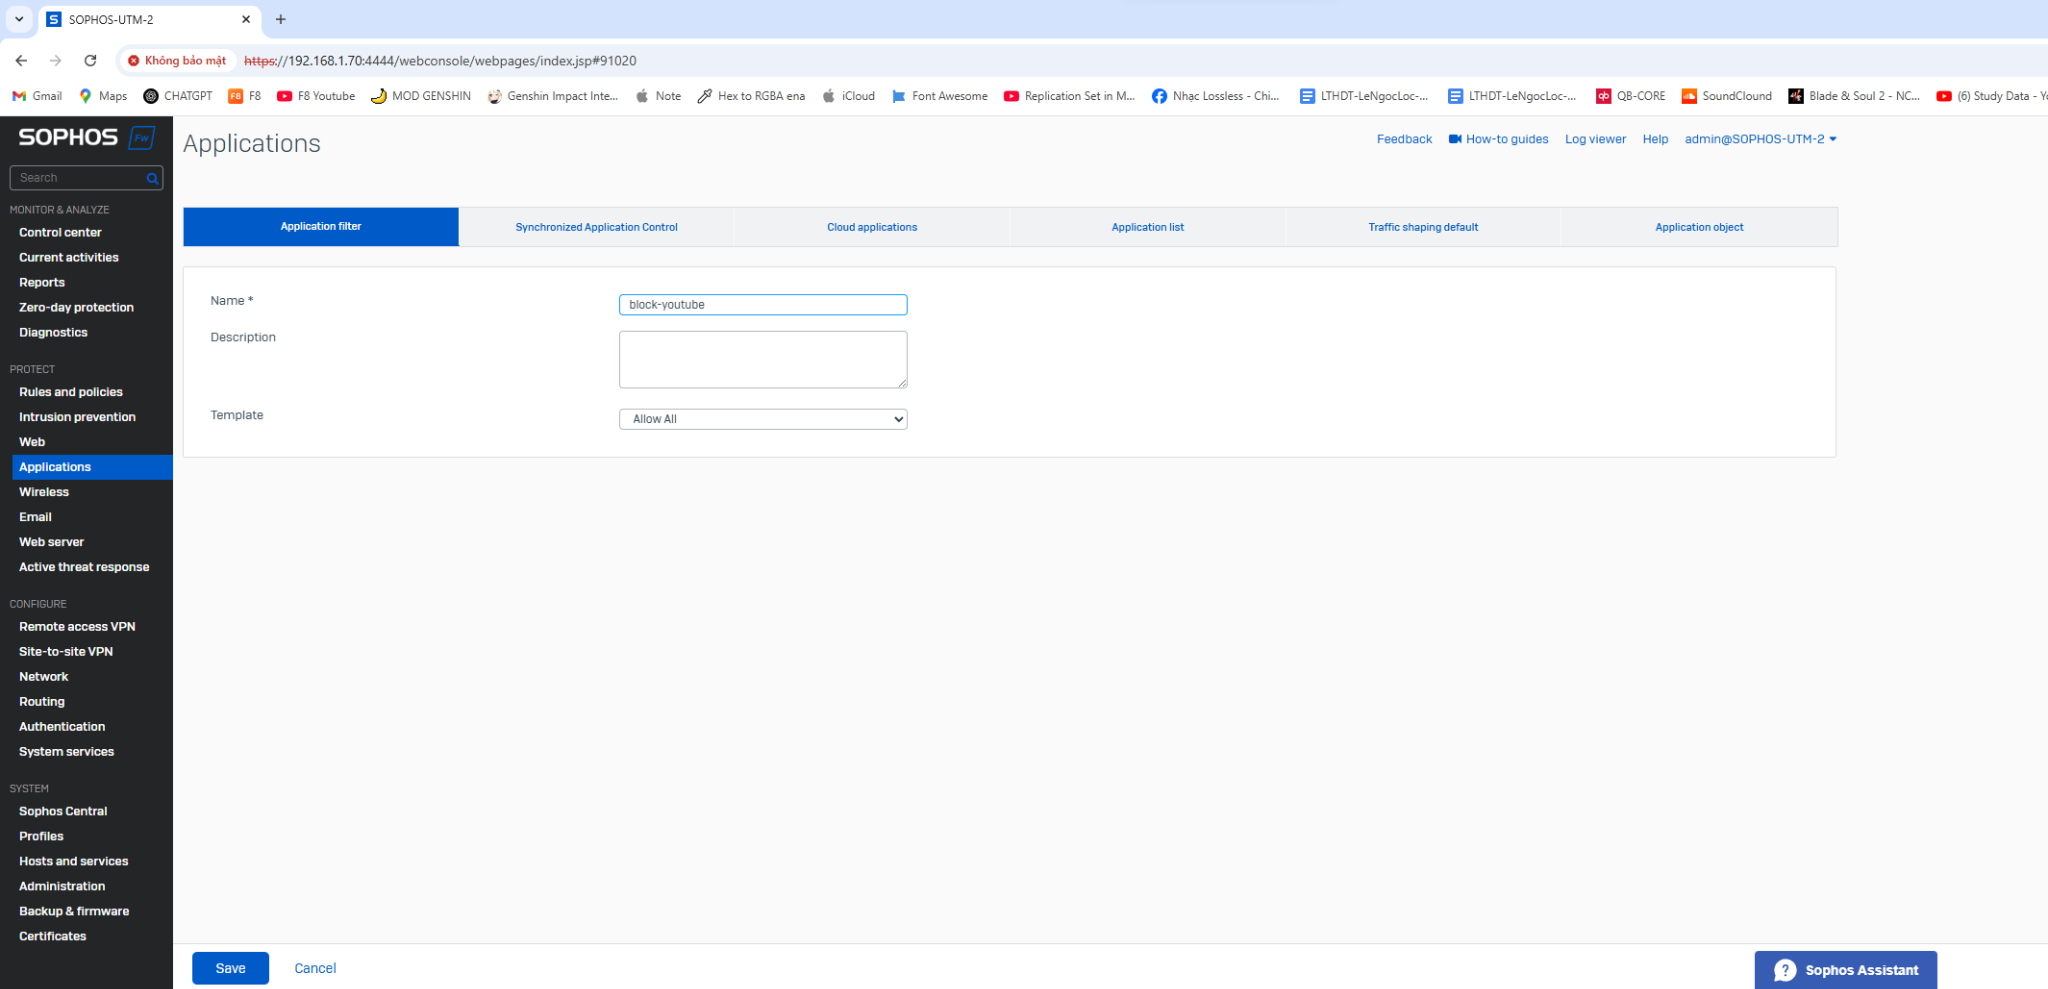 SOPHOS-UTM-2
Không bảo mật https://192.168.1.70:4444/webconsole/webpages/index.jsp#91020
Gmail Maps CHATGPT F8 F8 F8 Youtube MOD GENSHIN Genshin Impact Inte... Note Hex to RGBA ena iCloud Font Awesome Replication Set in M... Nhạc Lossless - Chi... LTHDT-LeNgocLoc-... LTHDT-LeNgocLoc-... QB-CORE SoundClound Blade & Soul 2 - NC... (6) Study Data - Yo
SOPHOS Fw
Applications
Feedback How-to guides Log viewer Help admin@SOPHOS-UTM-2
Search
MONITOR & ANALYZE
Control center
Current activities
Reports
Zero-day protection
Diagnostics
PROTECT
Rules and policies
Intrusion prevention
Web
Applications
Wireless
Email
Web server
Active threat response
CONFIGURE
Remote access VPN
Site-to-site VPN
Network
Routing
Authentication
System services
SYSTEM
Sophos Central
Profiles
Hosts and services
Administration
Backup & firmware
Certificates
Application filter Synchronized Application Control Cloud applications Application list Traffic shaping default Application object
Name * block-youtube
Description
Template Allow All
Save Cancel
? Sophos Assistant